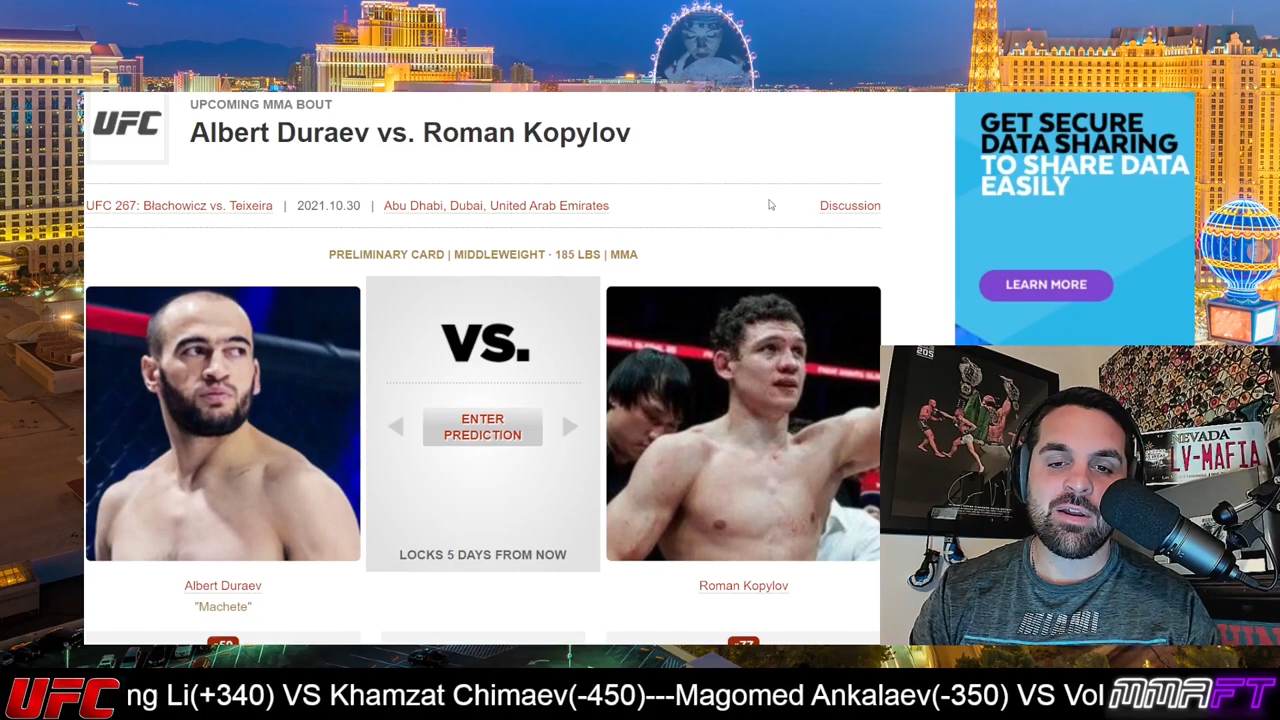 UFC
UPCOMING MMA BOUT
Albert Duraev vs. Roman Kopylov
UFC 267: Błachowicz vs. Teixeira | 2021.10.30 | Abu Dhabi, Dubai, United Arab Emirates
Discussion
PRELIMINARY CARD | MIDDLEWEIGHT · 185 LBS | MMA
VS.
ENTER
PREDICTION
LOCKS 5 DAYS FROM NOW
Albert Duraev
"Machete"
Roman Kopylov
GET SECURE
DATA SHARING
TO SHARE DATA
EASILY
LEARN MORE
205
NEVADA
LV-MAFIA
MIAMI
UFC
ng Li(+340) VS Khamzat Chimaev(-450)---Magomed Ankalaev(-350) VS Vol
MMAFT